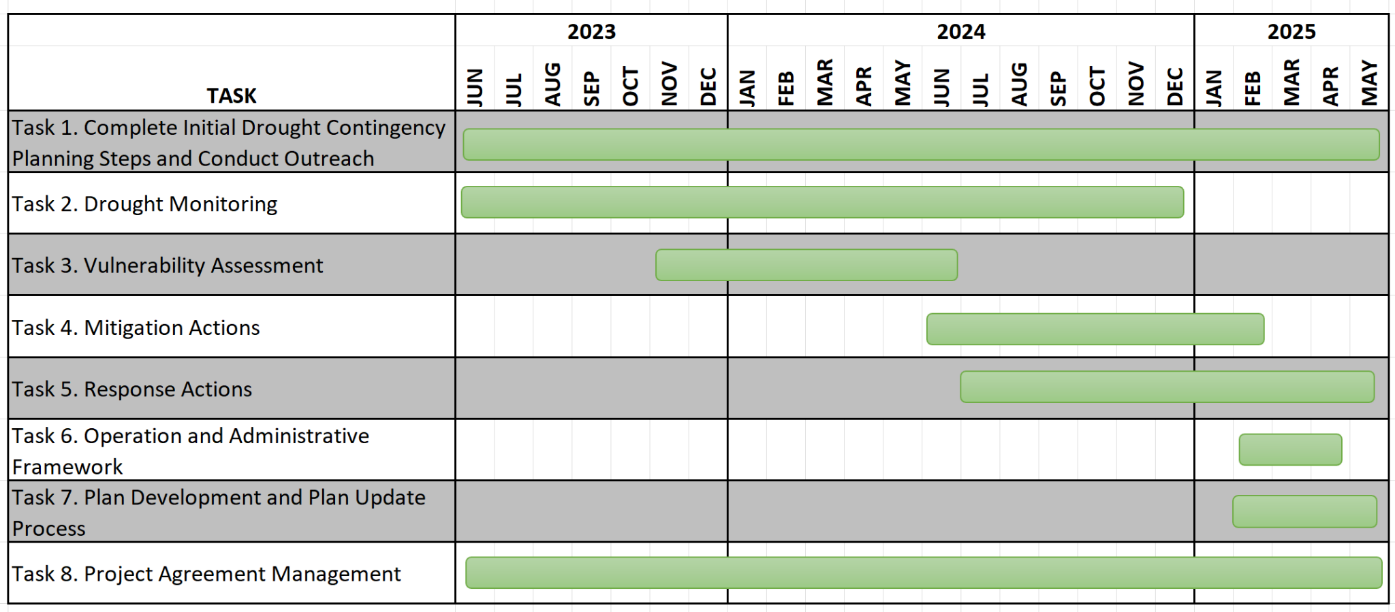 2023 2024 2025
TASK JUN JUL AUG SEP OCT NOV DEC JAN FEB MAR APR MAY JUN JUL AUG SEP OCT NOV DEC JAN FEB MAR APR MAY
Task 1. Complete Initial Drought Contingency
Planning Steps and Conduct Outreach
Task 2. Drought Monitoring
Task 3. Vulnerability Assessment
Task 4. Mitigation Actions
Task 5. Response Actions
Task 6. Operation and Administrative
Framework
Task 7. Plan Development and Plan Update
Process
Task 8. Project Agreement Management